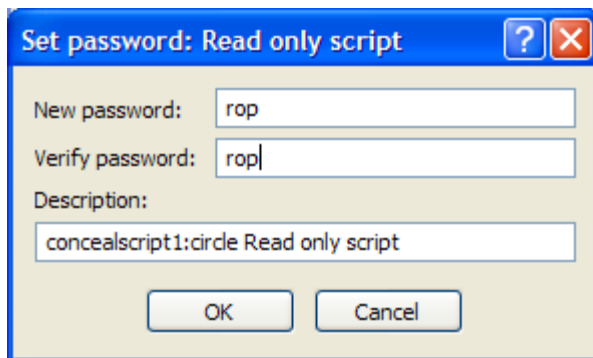 Set password: Read only script
New password: rop
Verify password: rop
Description:
concealscript1:circle Read only script
OK Cancel